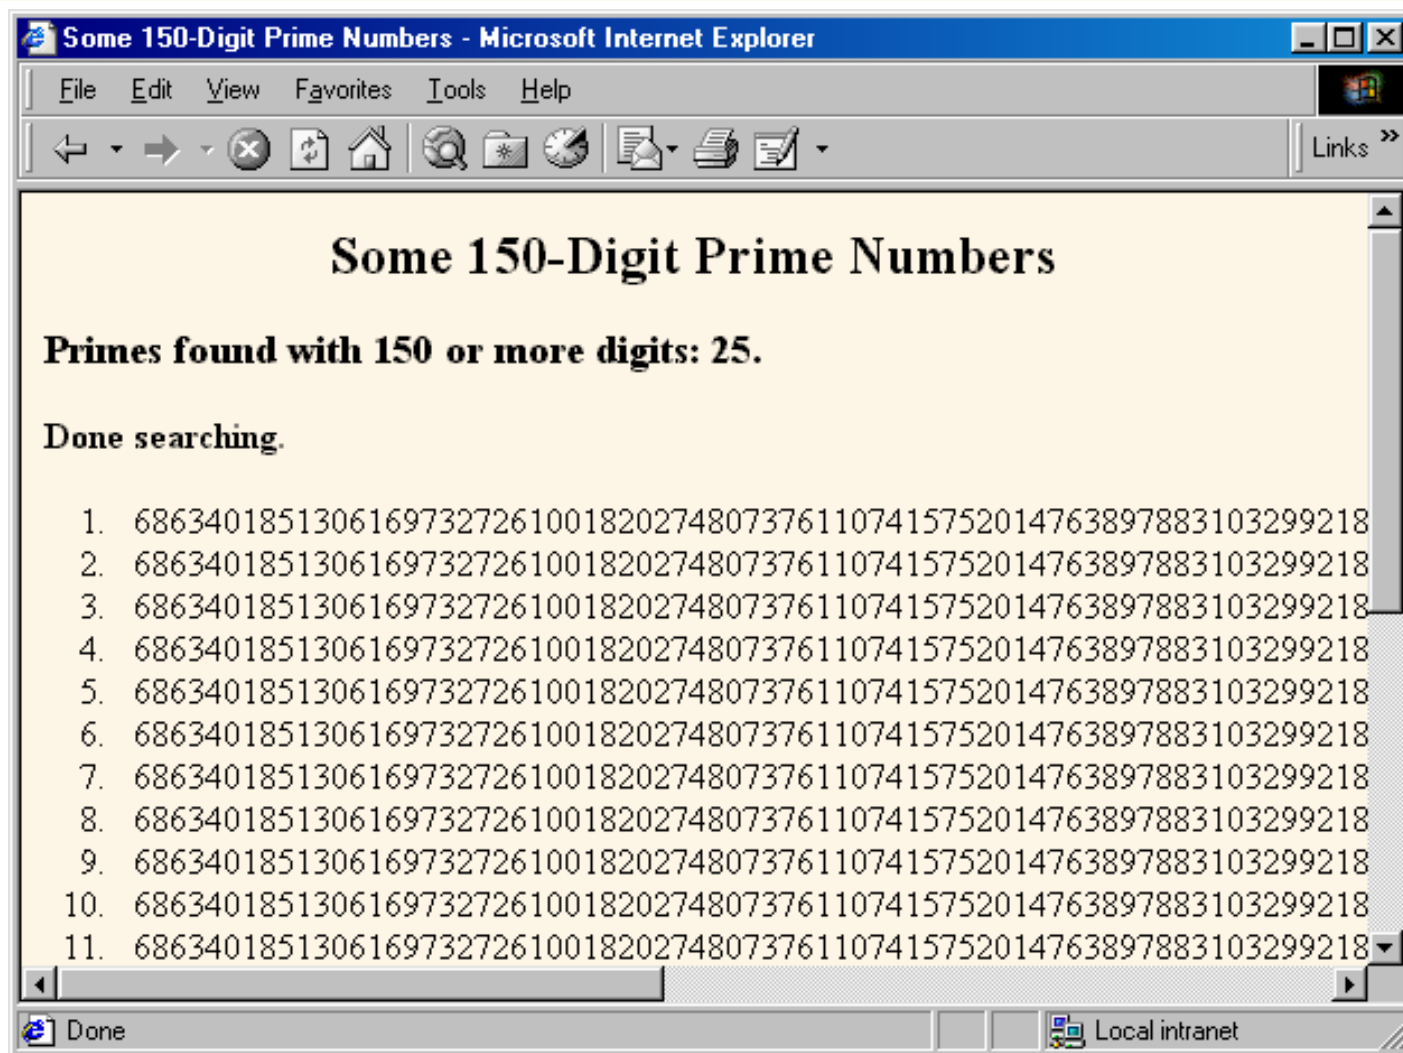 Some 150-Digit Prime Numbers - Microsoft Internet Explorer
File Edit View Favorites Tools Help
Links »
Some 150-Digit Prime Numbers
Primes found with 150 or more digits: 25.
Done searching.
1. 686340185130616973272610018202748073761107415752014763897883103299218
2. 686340185130616973272610018202748073761107415752014763897883103299218
3. 686340185130616973272610018202748073761107415752014763897883103299218
4. 686340185130616973272610018202748073761107415752014763897883103299218
5. 686340185130616973272610018202748073761107415752014763897883103299218
6. 686340185130616973272610018202748073761107415752014763897883103299218
7. 686340185130616973272610018202748073761107415752014763897883103299218
8. 686340185130616973272610018202748073761107415752014763897883103299218
9. 686340185130616973272610018202748073761107415752014763897883103299218
10. 686340185130616973272610018202748073761107415752014763897883103299218
11. 686340185130616973272610018202748073761107415752014763897883103299218
Done
Local intranet